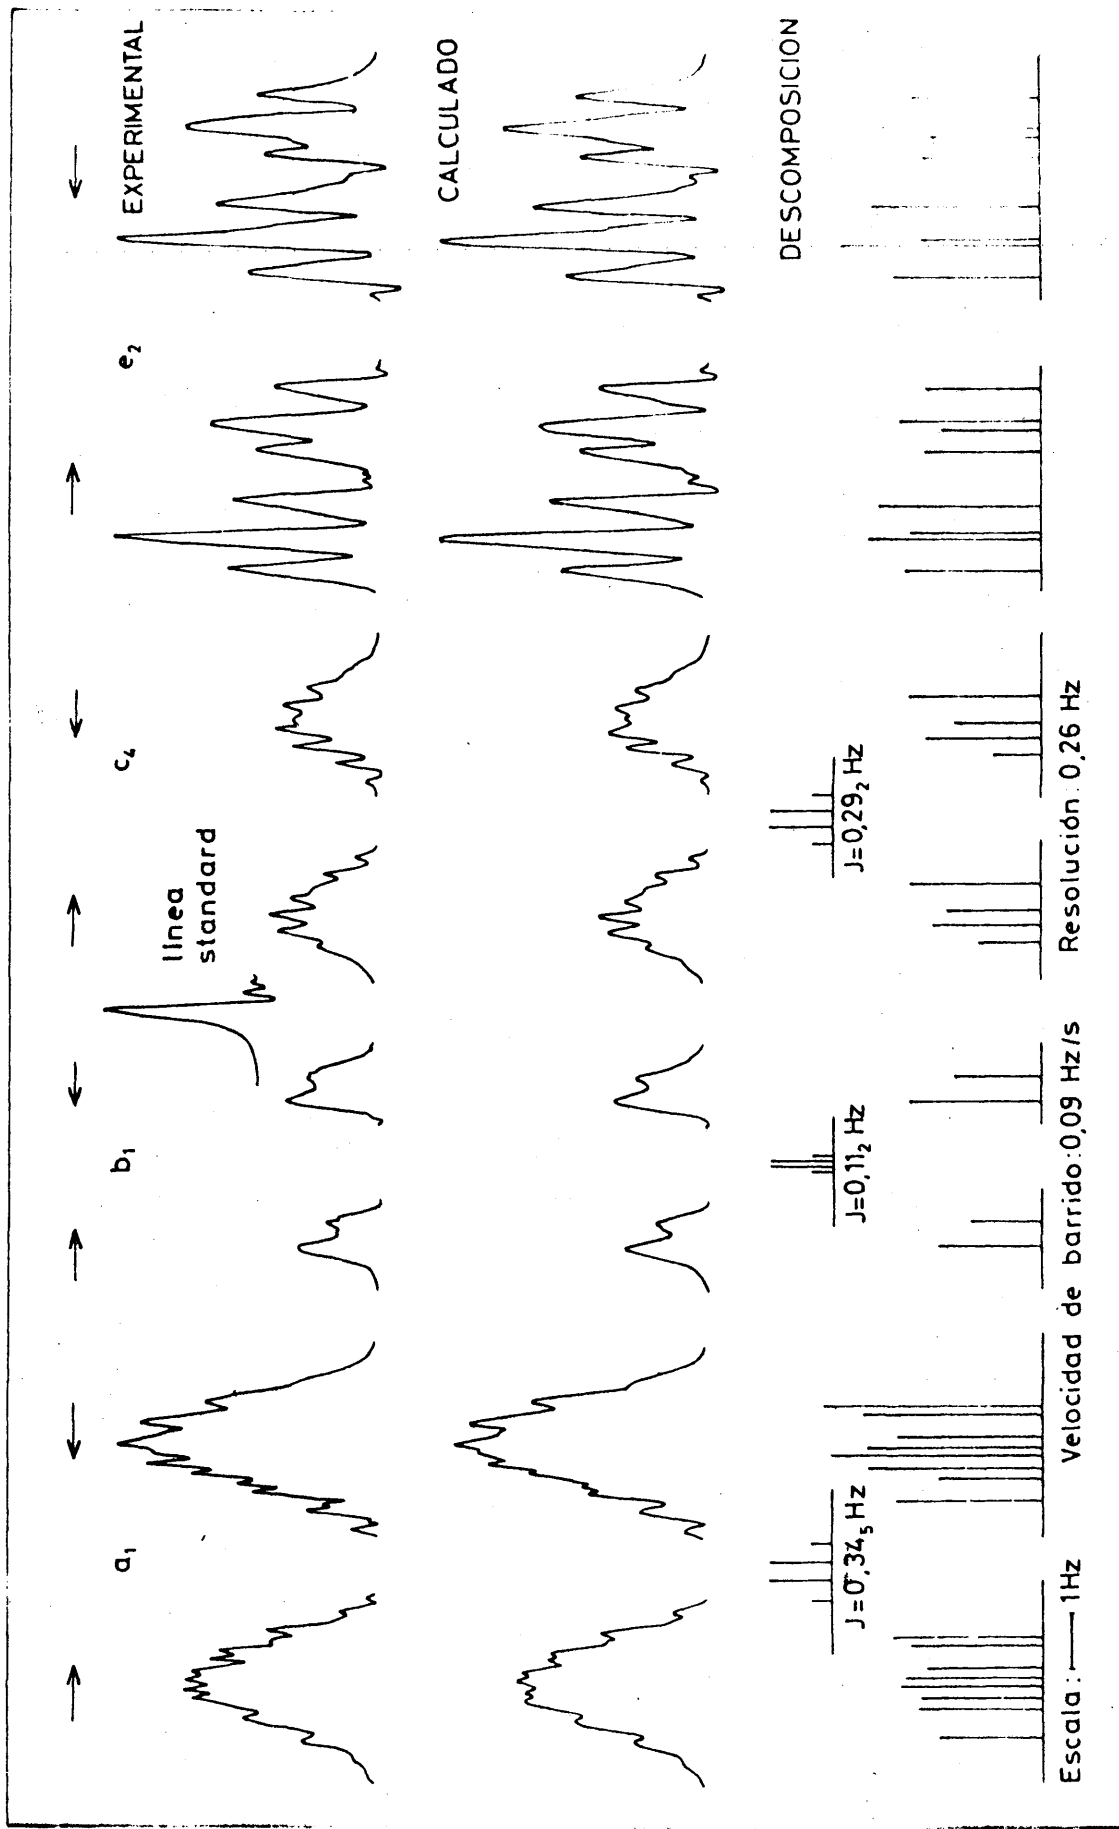 EXPERIMENTAL
CALCULADO
DESCOMPOSICION
a₁
b₁
c₄
e₂
línea
standard
J=0,34₅ Hz
J=0,11₂ Hz
J=0,29₂ Hz
Escala: 1Hz
Velocidad de barrido:0,09 Hz/s
Resolución:0,26 Hz